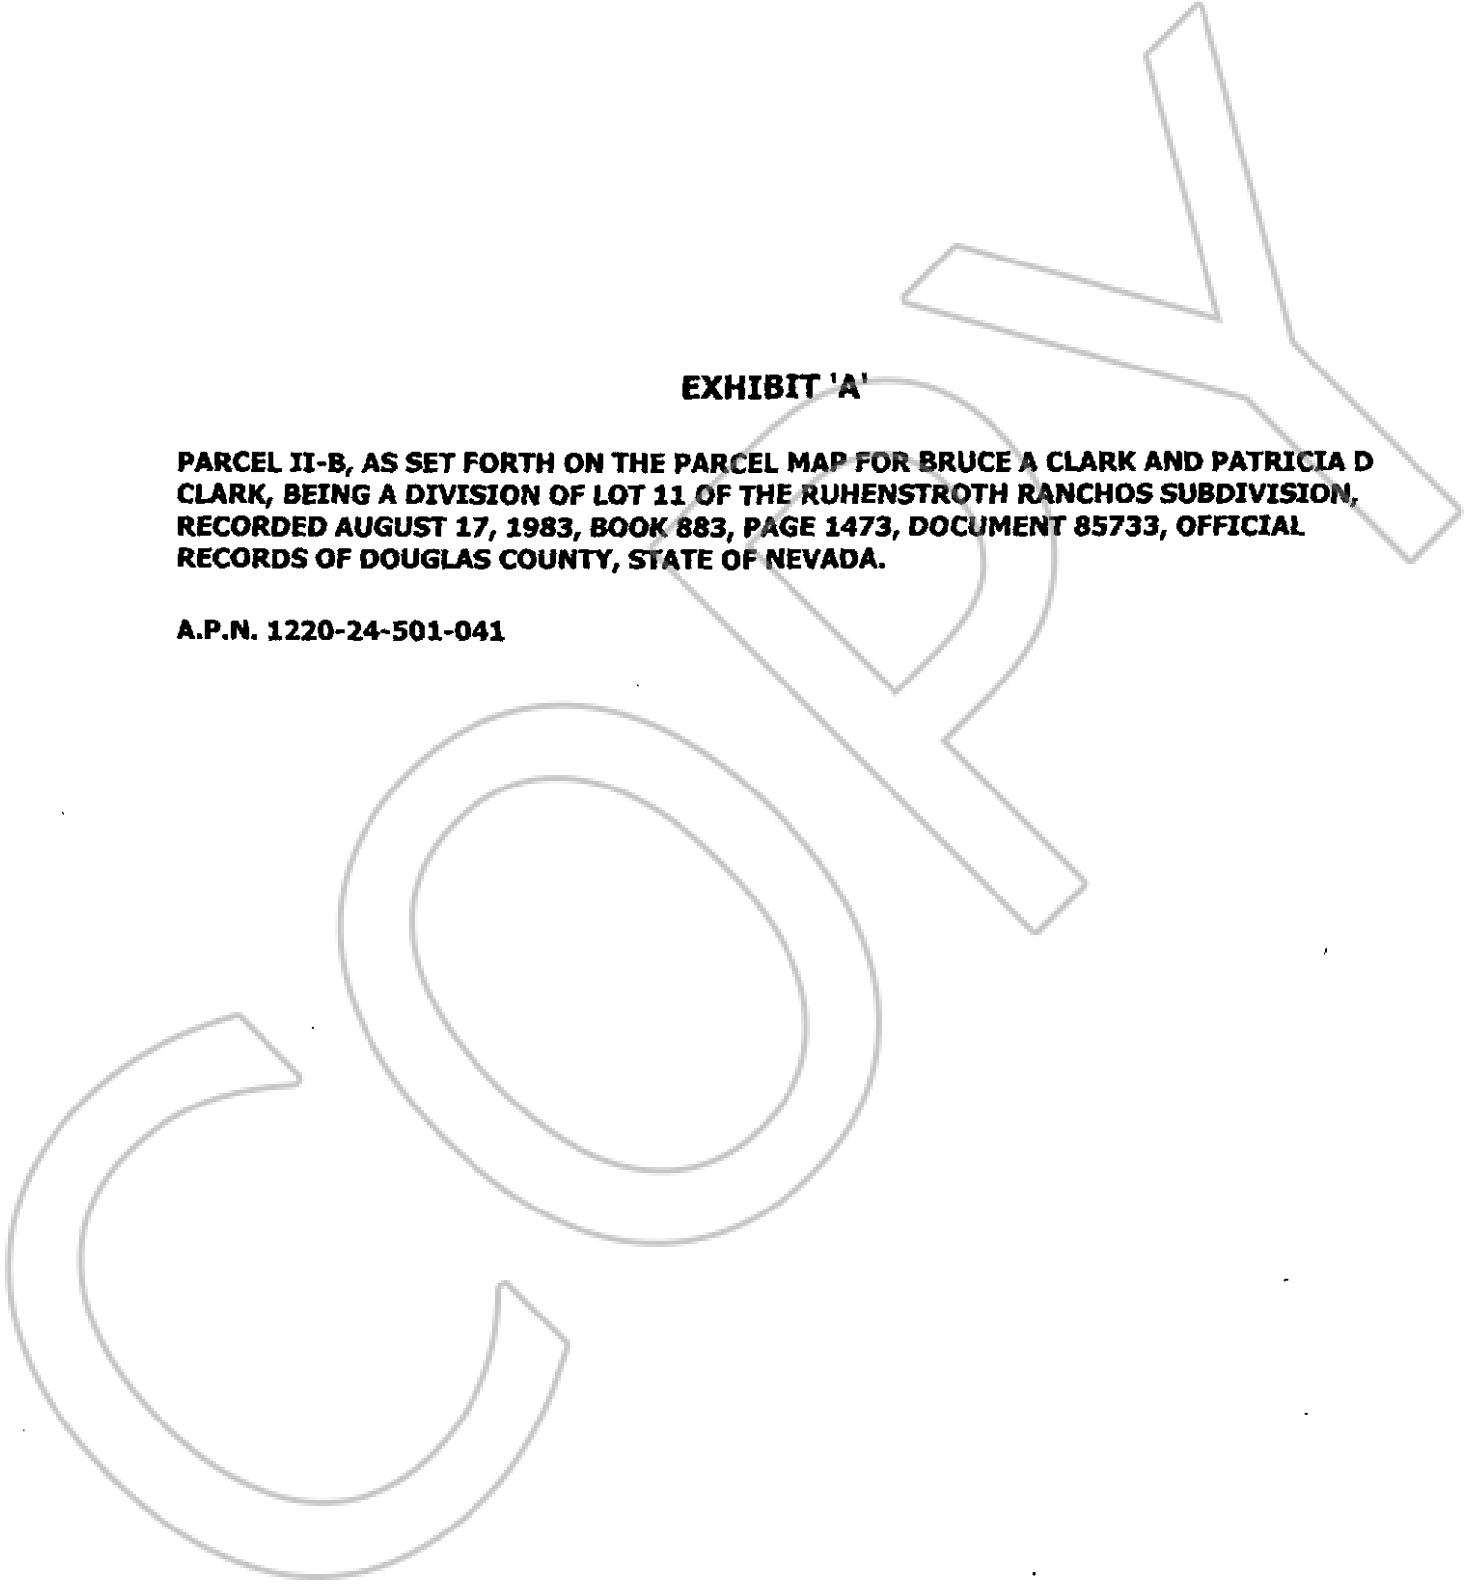 EXHIBIT 'A'
PARCEL II-B, AS SET FORTH ON THE PARCEL MAP FOR BRUCE A CLARK AND PATRICIA D
CLARK, BEING A DIVISION OF LOT 11 OF THE RUHENSTROTH RANCHOS SUBDIVISION,
RECORDED AUGUST 17, 1983, BOOK 883, PAGE 1473, DOCUMENT 85733, OFFICIAL
RECORDS OF DOUGLAS COUNTY, STATE OF NEVADA.
A.P.N. 1220-24-501-041
COPY